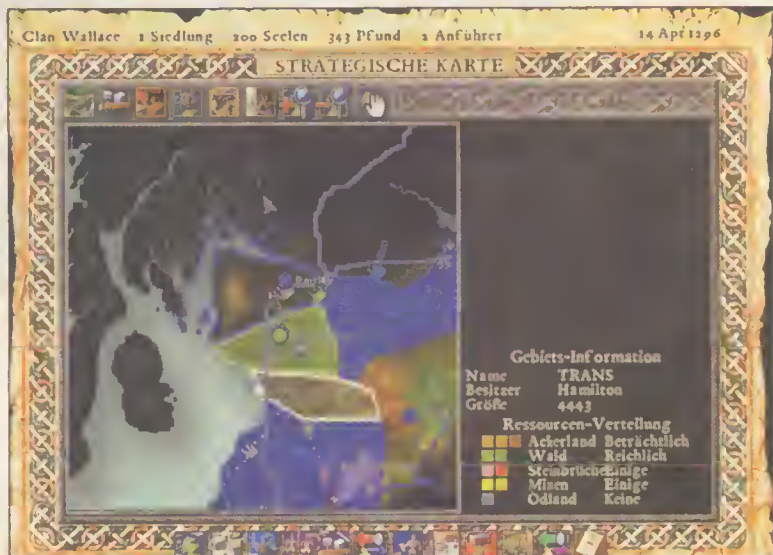 Clan Wallace 1 Siedlung 200 Seelen 343 Pfund 2 Anführer 14 Apr 1296
STRATEGISCHE KARTE
Gebiets-Information
Name TRANS
Besitzer Hamilton
Größe 4443
Ressourcen-Verteilung
Ackerland Beträchtlich
Wald Reichlich
Steinbrüche Einige
Minen Einige
Ödland Keine